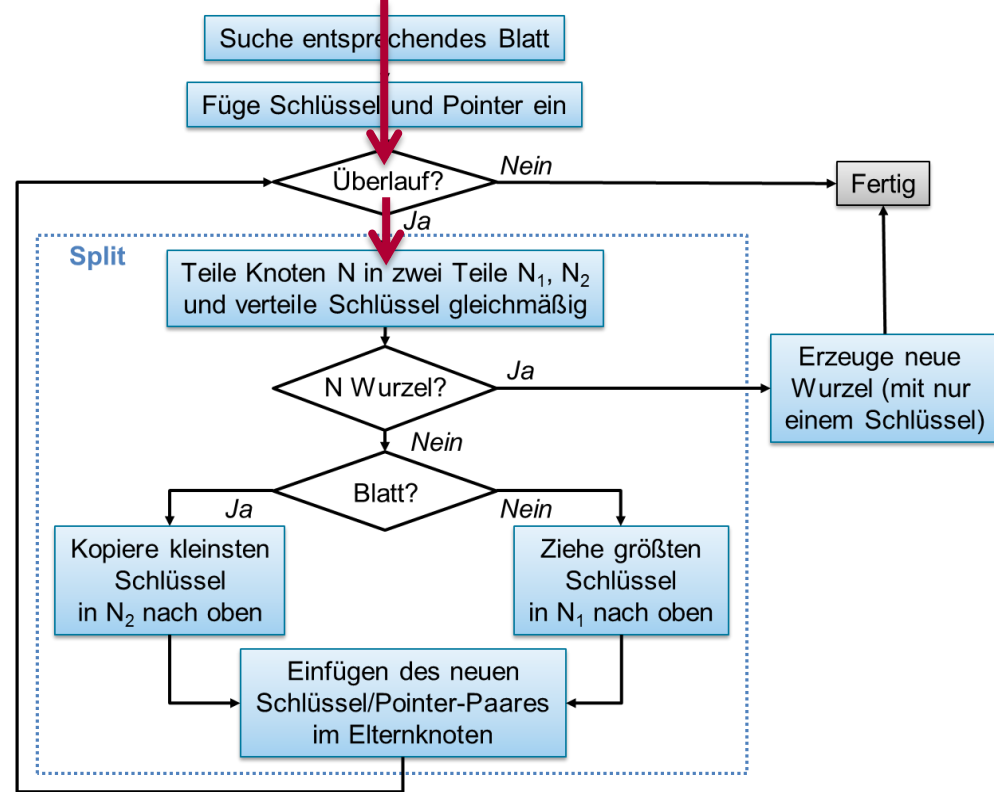 Suche entsprechendes Blatt
Füge Schlüssel und Pointer ein
Überlauf?
Nein
Fertig
Ja
Split
Teile Knoten N in zwei Teile N₁, N₂
und verteile Schlüssel gleichmäßig
N Wurzel?
Ja
Erzeuge neue
Wurzel (mit nur
einem Schlüssel)
Nein
Blatt?
Ja
Nein
Kopiere kleinsten
Schlüssel
in N₂ nach oben
Ziehe größten
Schlüssel
in N₁ nach oben
Einfügen des neuen
Schlüssel/Pointer-Paares
im Elternknoten